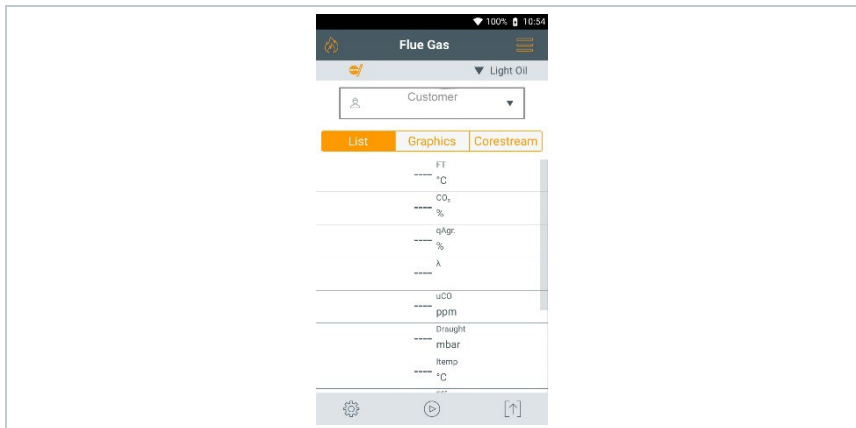 100% 10:54
Flue Gas
Light Oil
Customer
List Graphics Corestream
FT
---- °C
CO₂
---- %
qAgr.
---- %
λ
----
uCO
---- ppm
Draught
---- mbar
Itemp
---- °C